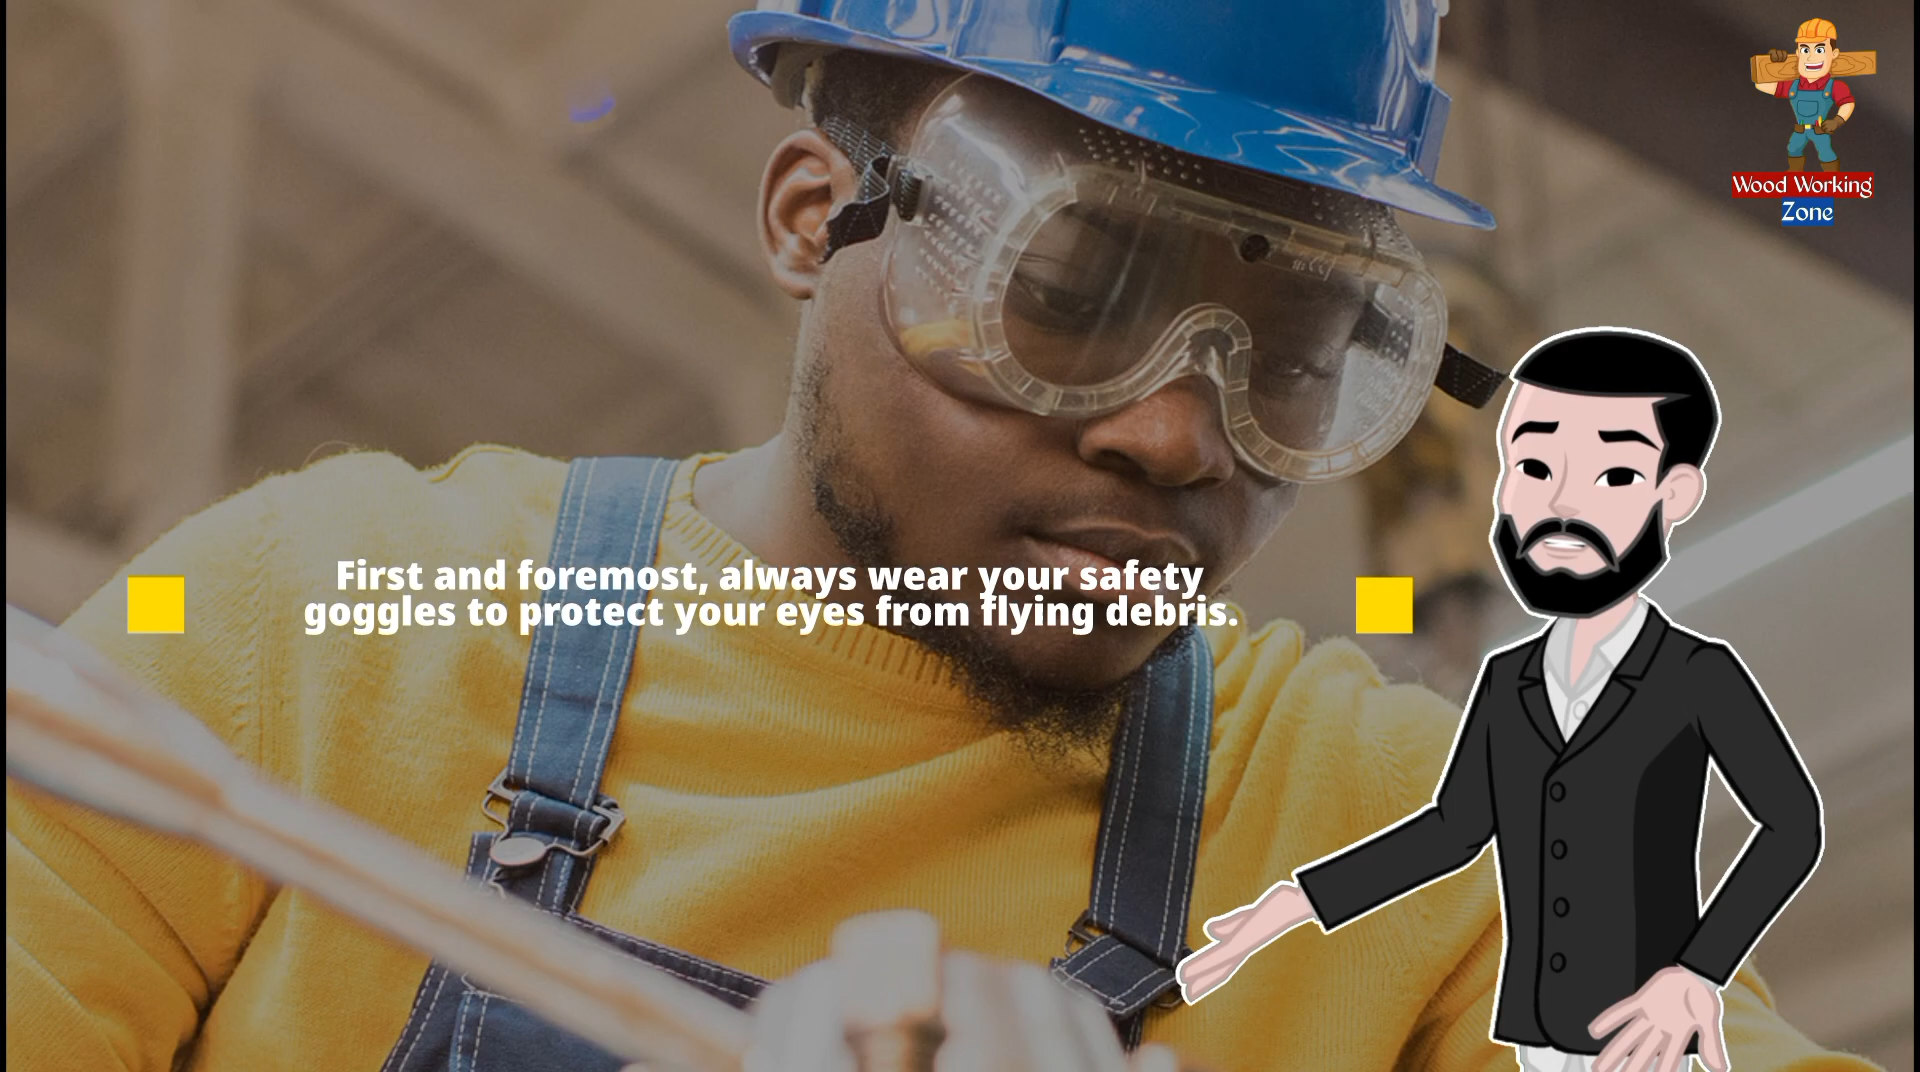 Wood Working
Zone
First and foremost, always wear your safety
goggles to protect your eyes from flying debris.